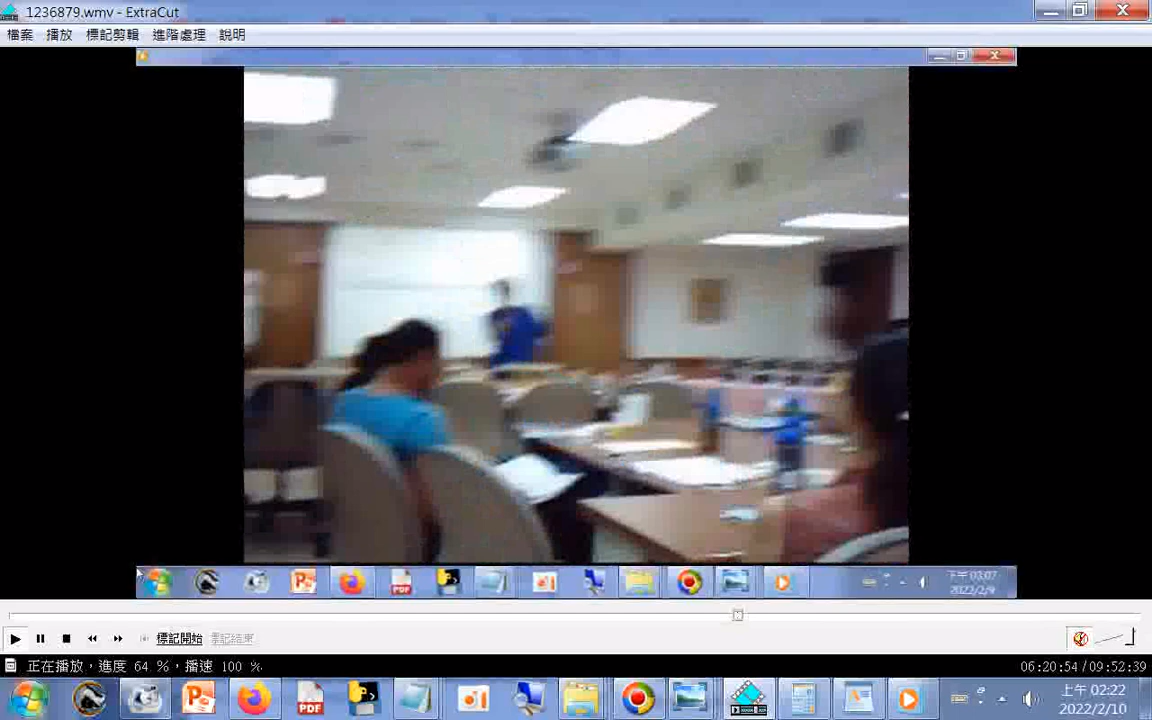 1236879.wmv - ExtraCut
檔案 播放 標記剪輯 進階處理 說明
PDF
下午 03:07
2022/2/9
標記開始 標記結束
正在播放，進度 64 %，播速 100 %.
06:20:54 / 09:52:39
PDF
上午 02:22
2022/2/10